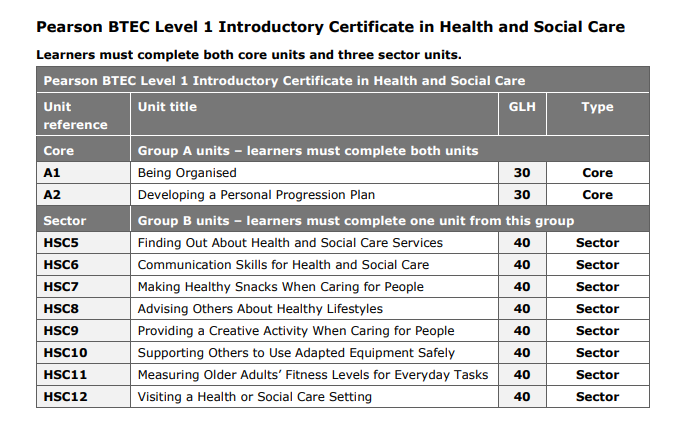 Pearson BTEC Level 1 Introductory Certificate in Health and Social Care
Learners must complete both core units and three sector units.
Pearson BTEC Level 1 Introductory Certificate in Health and Social Care
Unit reference Unit title GLH Type
Core Group A units – learners must complete both units
A1 Being Organised 30 Core
A2 Developing a Personal Progression Plan 30 Core
Sector Group B units – learners must complete one unit from this group
HSC5 Finding Out About Health and Social Care Services 40 Sector
HSC6 Communication Skills for Health and Social Care 40 Sector
HSC7 Making Healthy Snacks When Caring for People 40 Sector
HSC8 Advising Others About Healthy Lifestyles 40 Sector
HSC9 Providing a Creative Activity When Caring for People 40 Sector
HSC10 Supporting Others to Use Adapted Equipment Safely 40 Sector
HSC11 Measuring Older Adults’ Fitness Levels for Everyday Tasks 40 Sector
HSC12 Visiting a Health or Social Care Setting 40 Sector